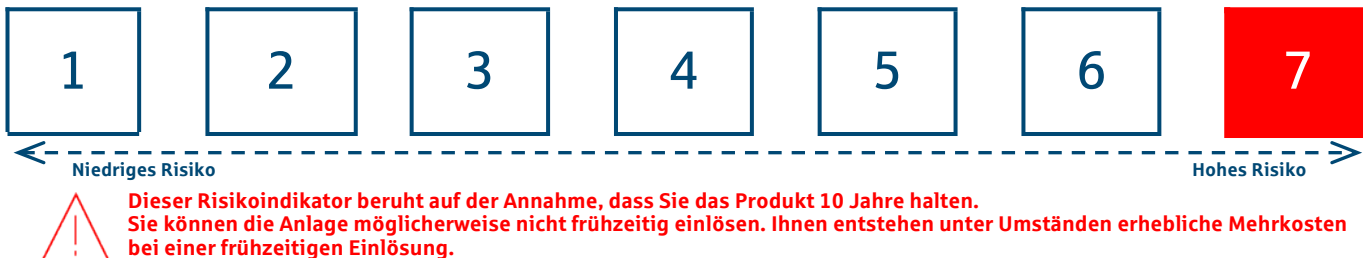 1 2 3 4 5 6 7
Niedriges Risiko Hohes Risiko
Dieser Risikoindikator beruht auf der Annahme, dass Sie das Produkt 10 Jahre halten.
Sie können die Anlage möglicherweise nicht frühzeitig einlösen. Ihnen entstehen unter Umständen erhebliche Mehrkosten
bei einer frühzeitigen Einlösung.